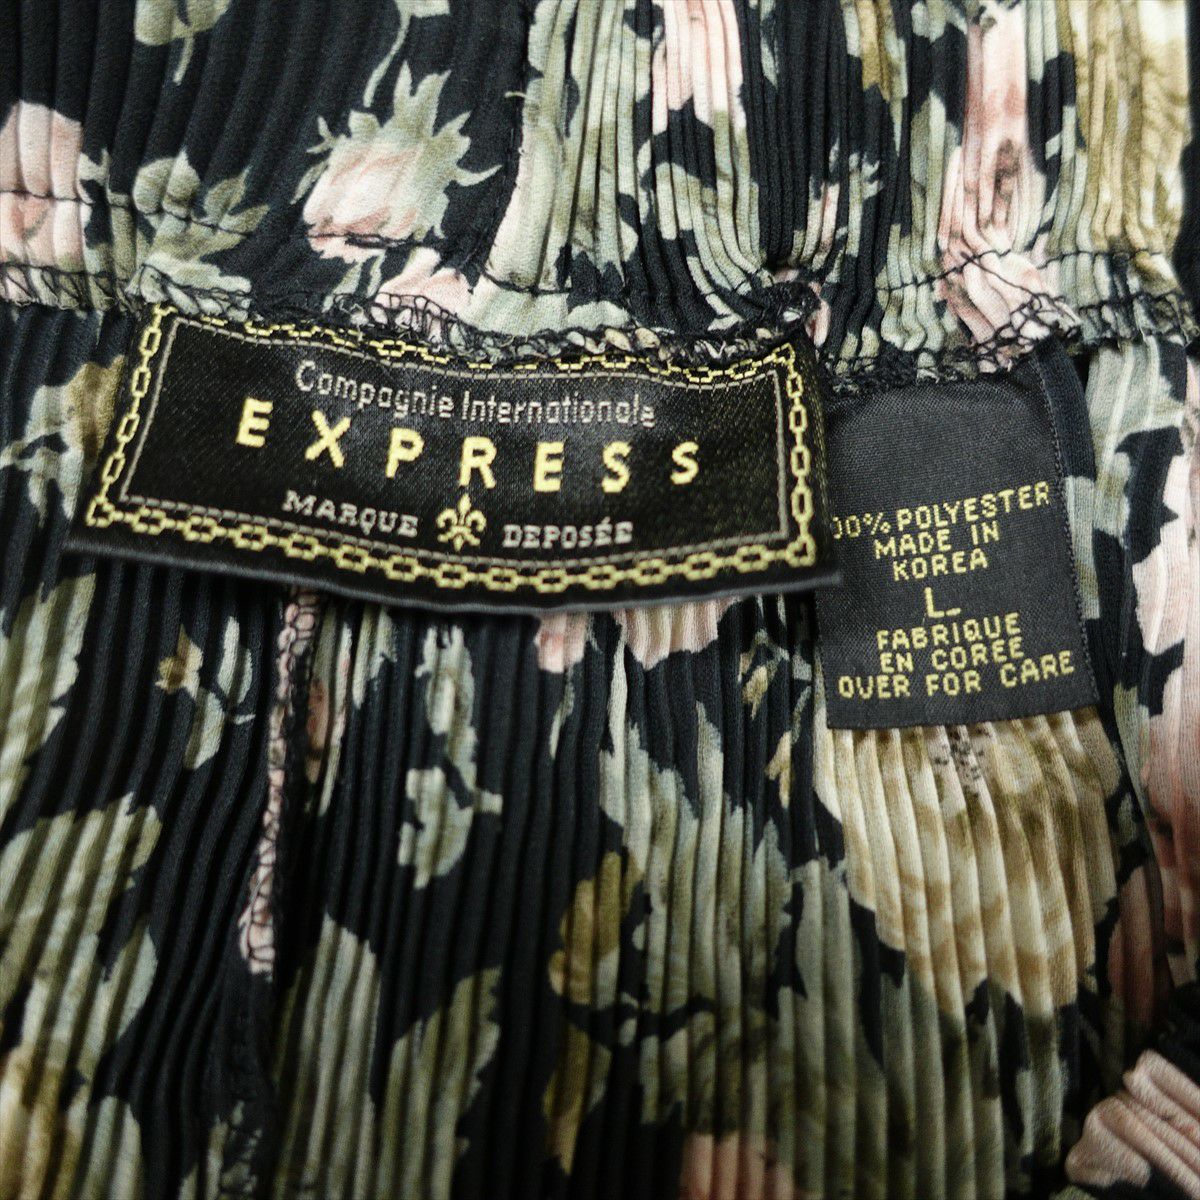 Compagnie Internationale
EXPRESS
MARQUE DEPOSÉE
00% POLYESTER
MADE IN
KOREA
L
FABRIQUE
EN COREE
OVER FOR CARE